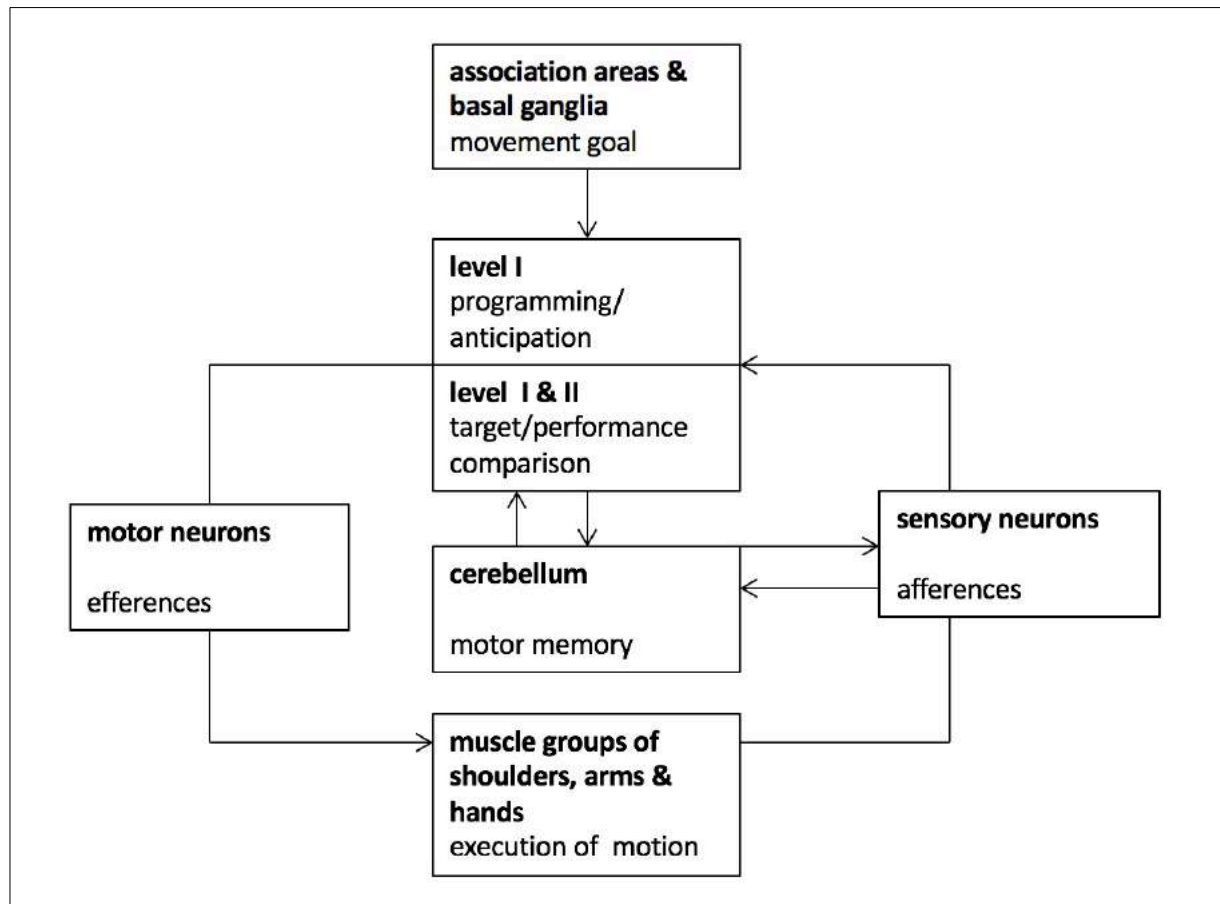 association areas &
basal ganglia
movement goal
level I
programming/
anticipation
level I & II
target/performance
comparison
motor neurons
efferences
cerebellum
motor memory
sensory neurons
afferences
muscle groups of
shoulders, arms &
hands
execution of motion